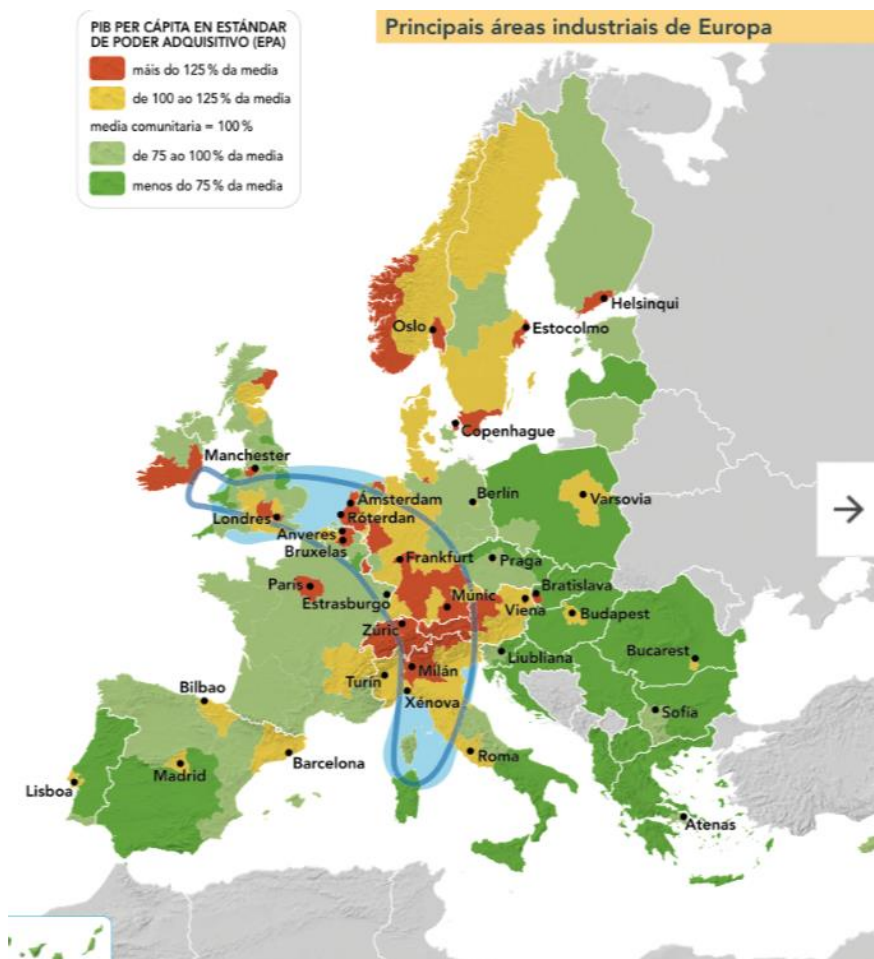 PIB PER CÁPITA EN ESTÁNDAR
DE PODER ADQUISITIVO (EPA)
máis do 125 % da media
de 100 ao 125 % da media
media comunitaria = 100 %
de 75 ao 100 % da media
menos do 75 % da media
Principais áreas industriais de Europa
Helsinqui
Oslo
Estocolmo
Copenhague
Manchester
Ámsterdam
Berlín
Varsovia
Londres
Róterdan
Anveres
Bruxelas
Frankfurt
Praga
París
Estrasburgo
Múnic
Bratislava
Viena
Budapest
Zúric
Liubliana
Bucarest
Milán
Turín
Xénova
Bilbao
Sofía
Roma
Barcelona
Madrid
Lisboa
Atenas